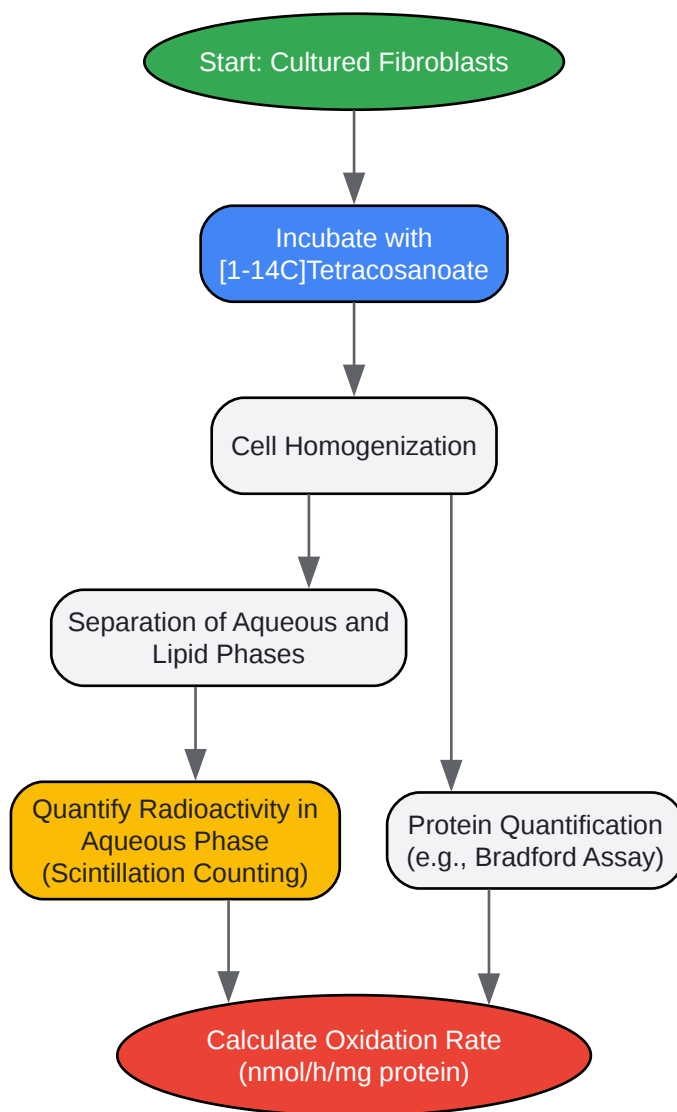 Start: Cultured Fibroblasts
Incubate with
[1-14C]Tetracosanoate
Cell Homogenization
Separation of Aqueous and
Lipid Phases
Quantify Radioactivity in
Aqueous Phase
(Scintillation Counting)
Protein Quantification
(e.g., Bradford Assay)
Calculate Oxidation Rate
(nmol/h/mg protein)